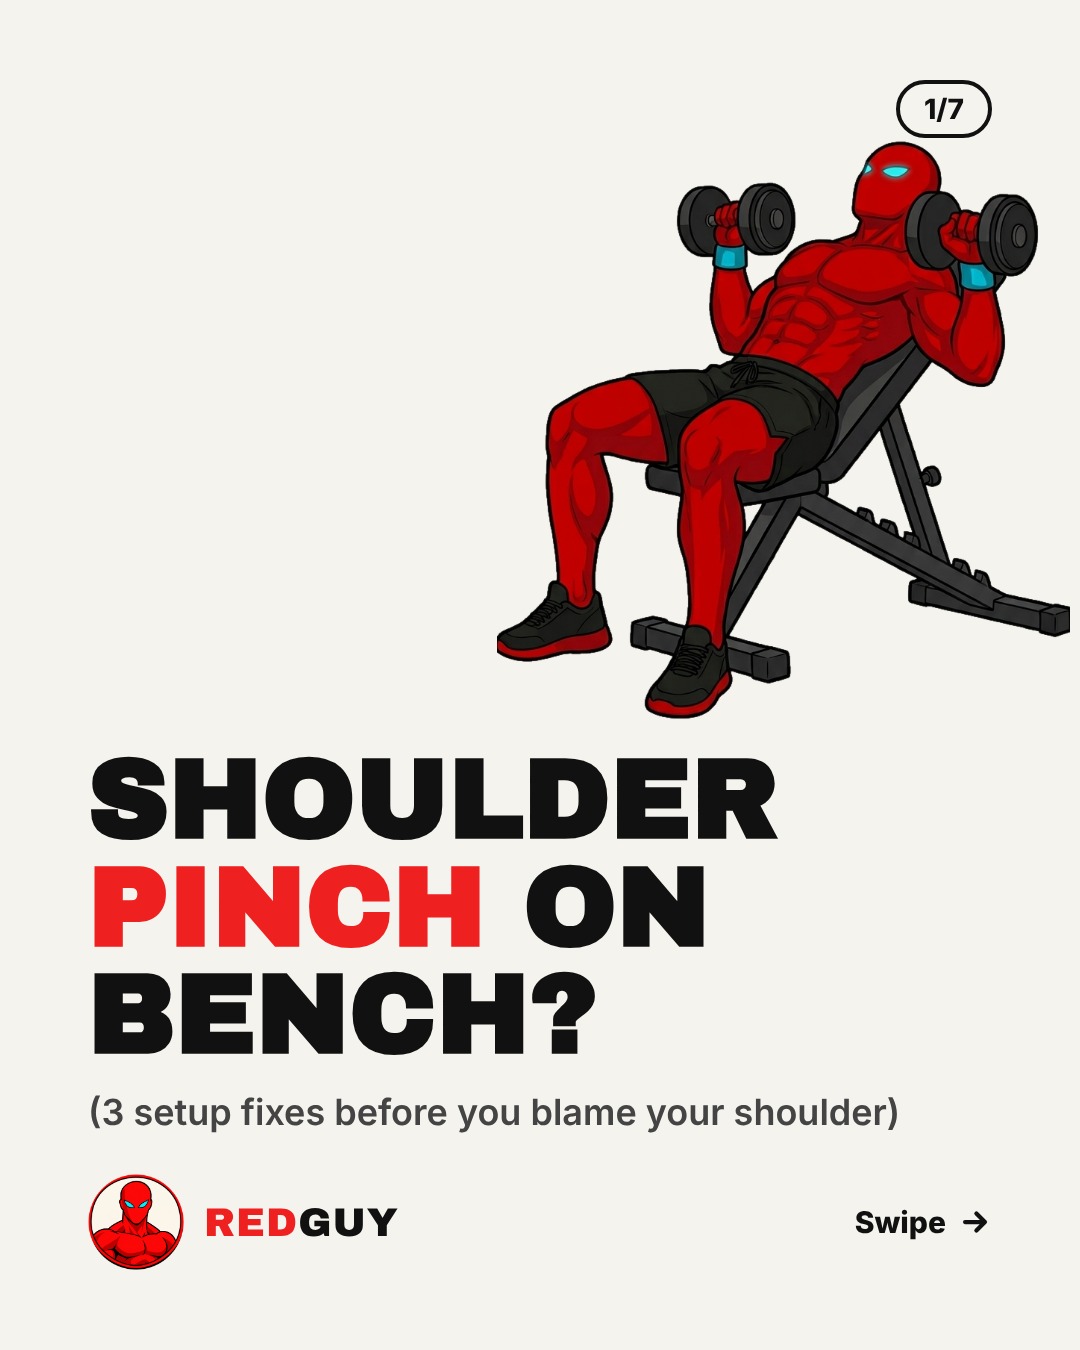 1/7
SHOULDER
PINCH ON
BENCH?
(3 setup fixes before you blame your shoulder)
REDGUY
Swipe →